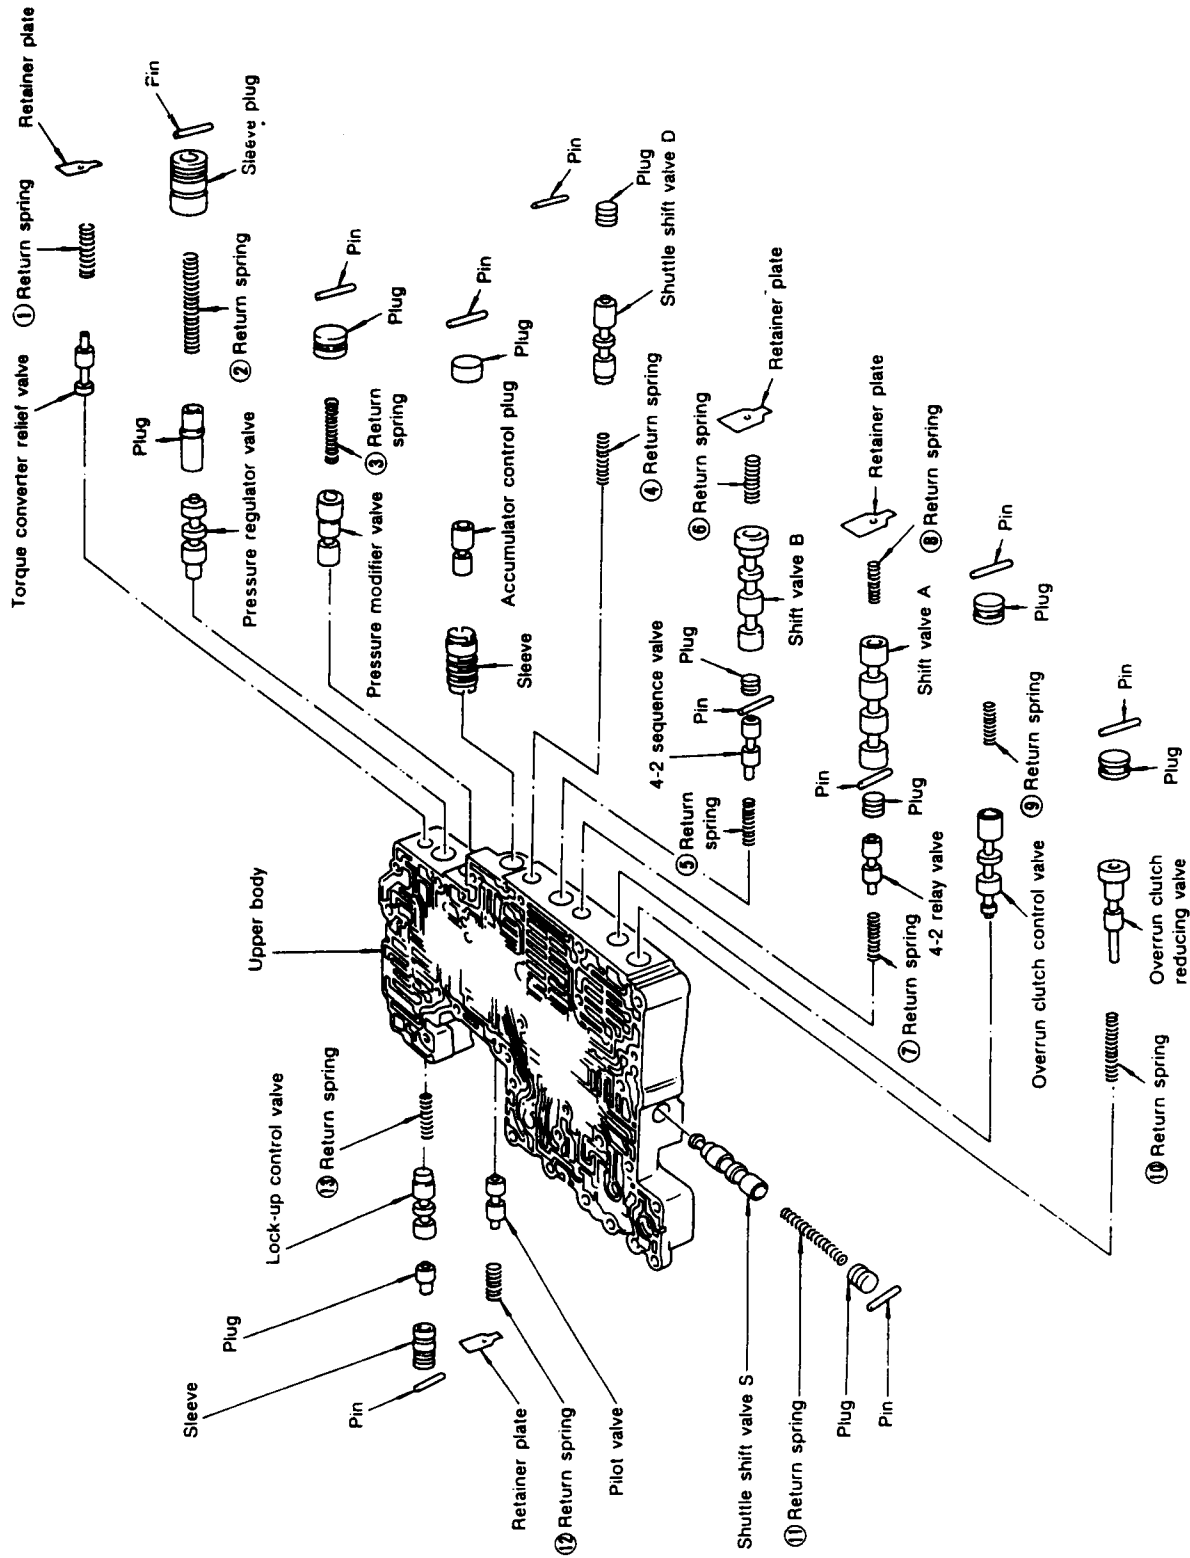 Torque converter relief valve
① Return spring
Retainer plate
Pin
Sleeve plug
② Return spring
Plug
Pressure regulator valve
Pin
Plug
③ Return
spring
Pressure modifier valve
Pin
Plug
Accumulator control plug
Sleeve
Pin
Plug
Shuttle shift valve D
④ Return spring
Retainer plate
⑥ Return spring
Shift valve B
Plug
Pin
4-2 sequence valve
⑤ Return
spring
Retainer plate
⑧ Return spring
Shift valve A
Pin
Plug
4-2 relay valve
⑦ Return spring
Pin
Plug
⑨ Return spring
Overrun clutch control valve
Pin
Plug
Overrun clutch
reducing valve
⑩ Return spring
Upper body
⑬ Return spring
Lock-up control valve
Plug
Sleeve
Pin
Retainer plate
⑫ Return spring
Pilot valve
Shuttle shift valve S
⑪ Return spring
Plug
Pin